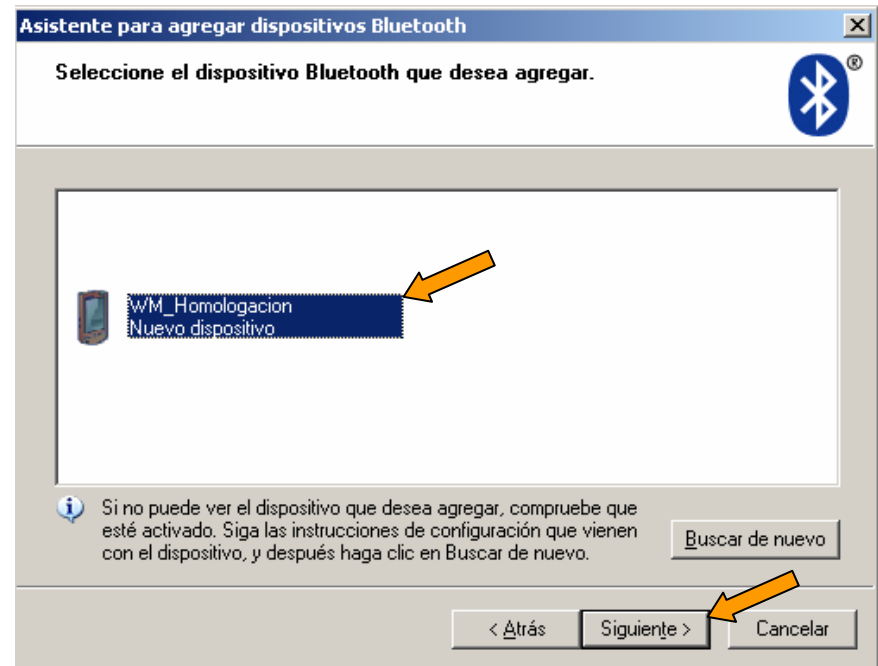 Asistente para agregar dispositivos Bluetooth
Seleccione el dispositivo Bluetooth que desea agregar.
®
WM_Homologacion
Nuevo dispositivo
Si no puede ver el dispositivo que desea agregar, compruebe que
esté activado. Siga las instrucciones de configuración que vienen
con el dispositivo, y después haga clic en Buscar de nuevo.
Buscar de nuevo
< Atrás
Siguiente >
Cancelar